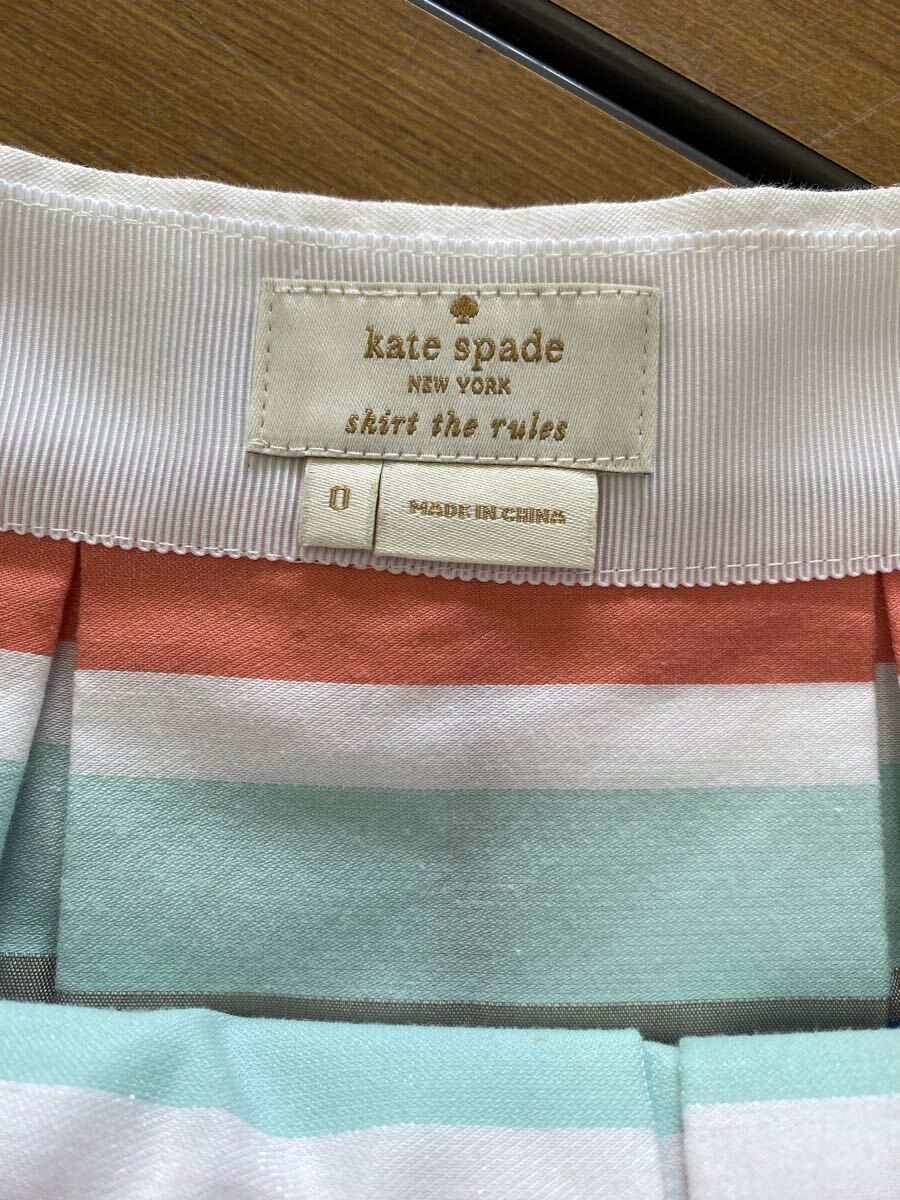 kate spade
NEW YORK
skirt the rules
0
MADE IN CHINA